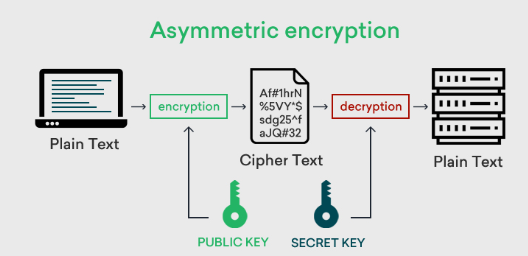 Asymmetric encryption
encryption
Af#1hrN
%5VY^$
sdg25^f
aJQ#32
decryption
Plain Text
Cipher Text
Plain Text
PUBLIC KEY
SECRET KEY